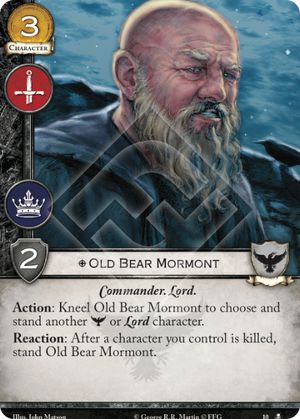 3
CHARACTER
2
OLD BEAR MORMONT
Commander. Lord.
Action: Kneel Old Bear Mormont to choose and
stand another or Lord character.
Reaction: After a character you control is killed,
stand Old Bear Mormont.
Illus. John Matson © George R.R. Martin © FFG 10